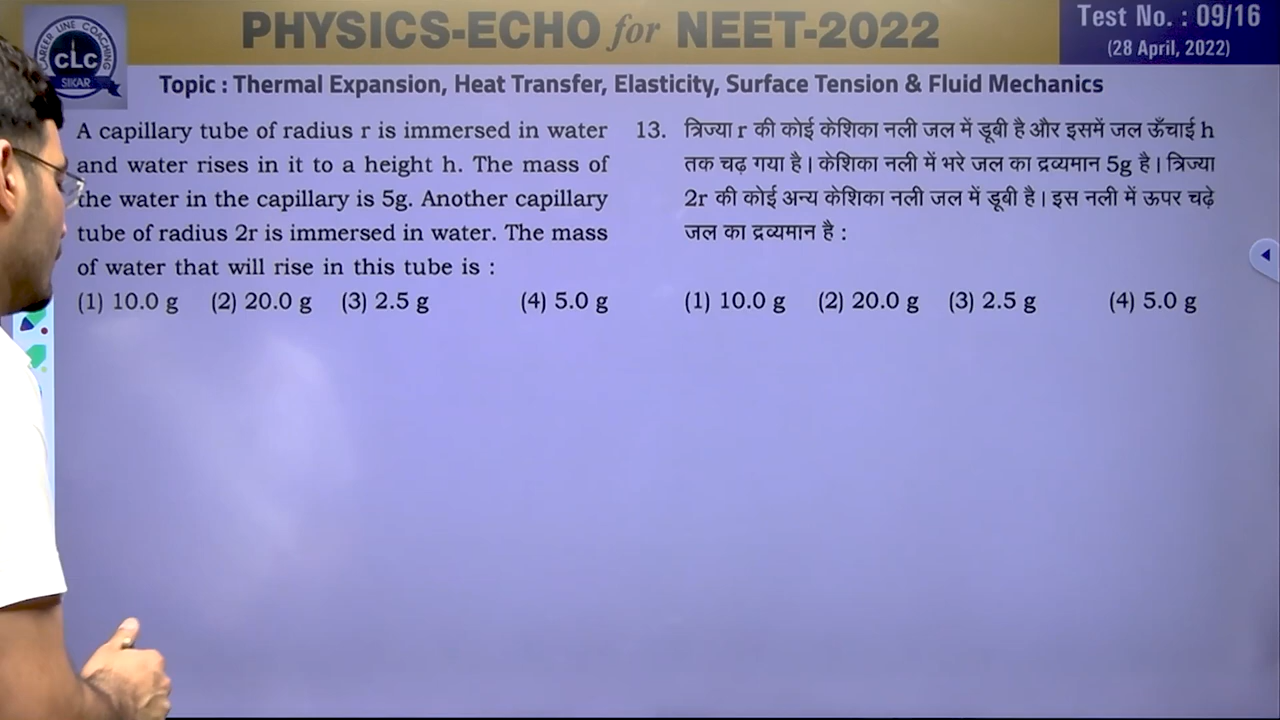 PHYSICS-ECHO for NEET-2022
Test No. : 09/16
(28 April, 2022)
CAREER LINE COACHING
CLC
SIKAR
Topic : Thermal Expansion, Heat Transfer, Elasticity, Surface Tension & Fluid Mechanics
A capillary tube of radius r is immersed in water
and water rises in it to a height h. The mass of
the water in the capillary is 5g. Another capillary
tube of radius 2r is immersed in water. The mass
of water that will rise in this tube is :
(1) 10.0 g (2) 20.0 g (3) 2.5 g (4) 5.0 g
13. त्रिज्या r की कोई केशिका नली जल में डूबी है और इसमें जल ऊँचाई h
तक चढ़ गया है। केशिका नली में भरे जल का द्रव्यमान 5g है। त्रिज्या
2r की कोई अन्य केशिका नली जल में डूबी है। इस नली में ऊपर चढ़े
जल का द्रव्यमान है :
(1) 10.0 g (2) 20.0 g (3) 2.5 g (4) 5.0 g